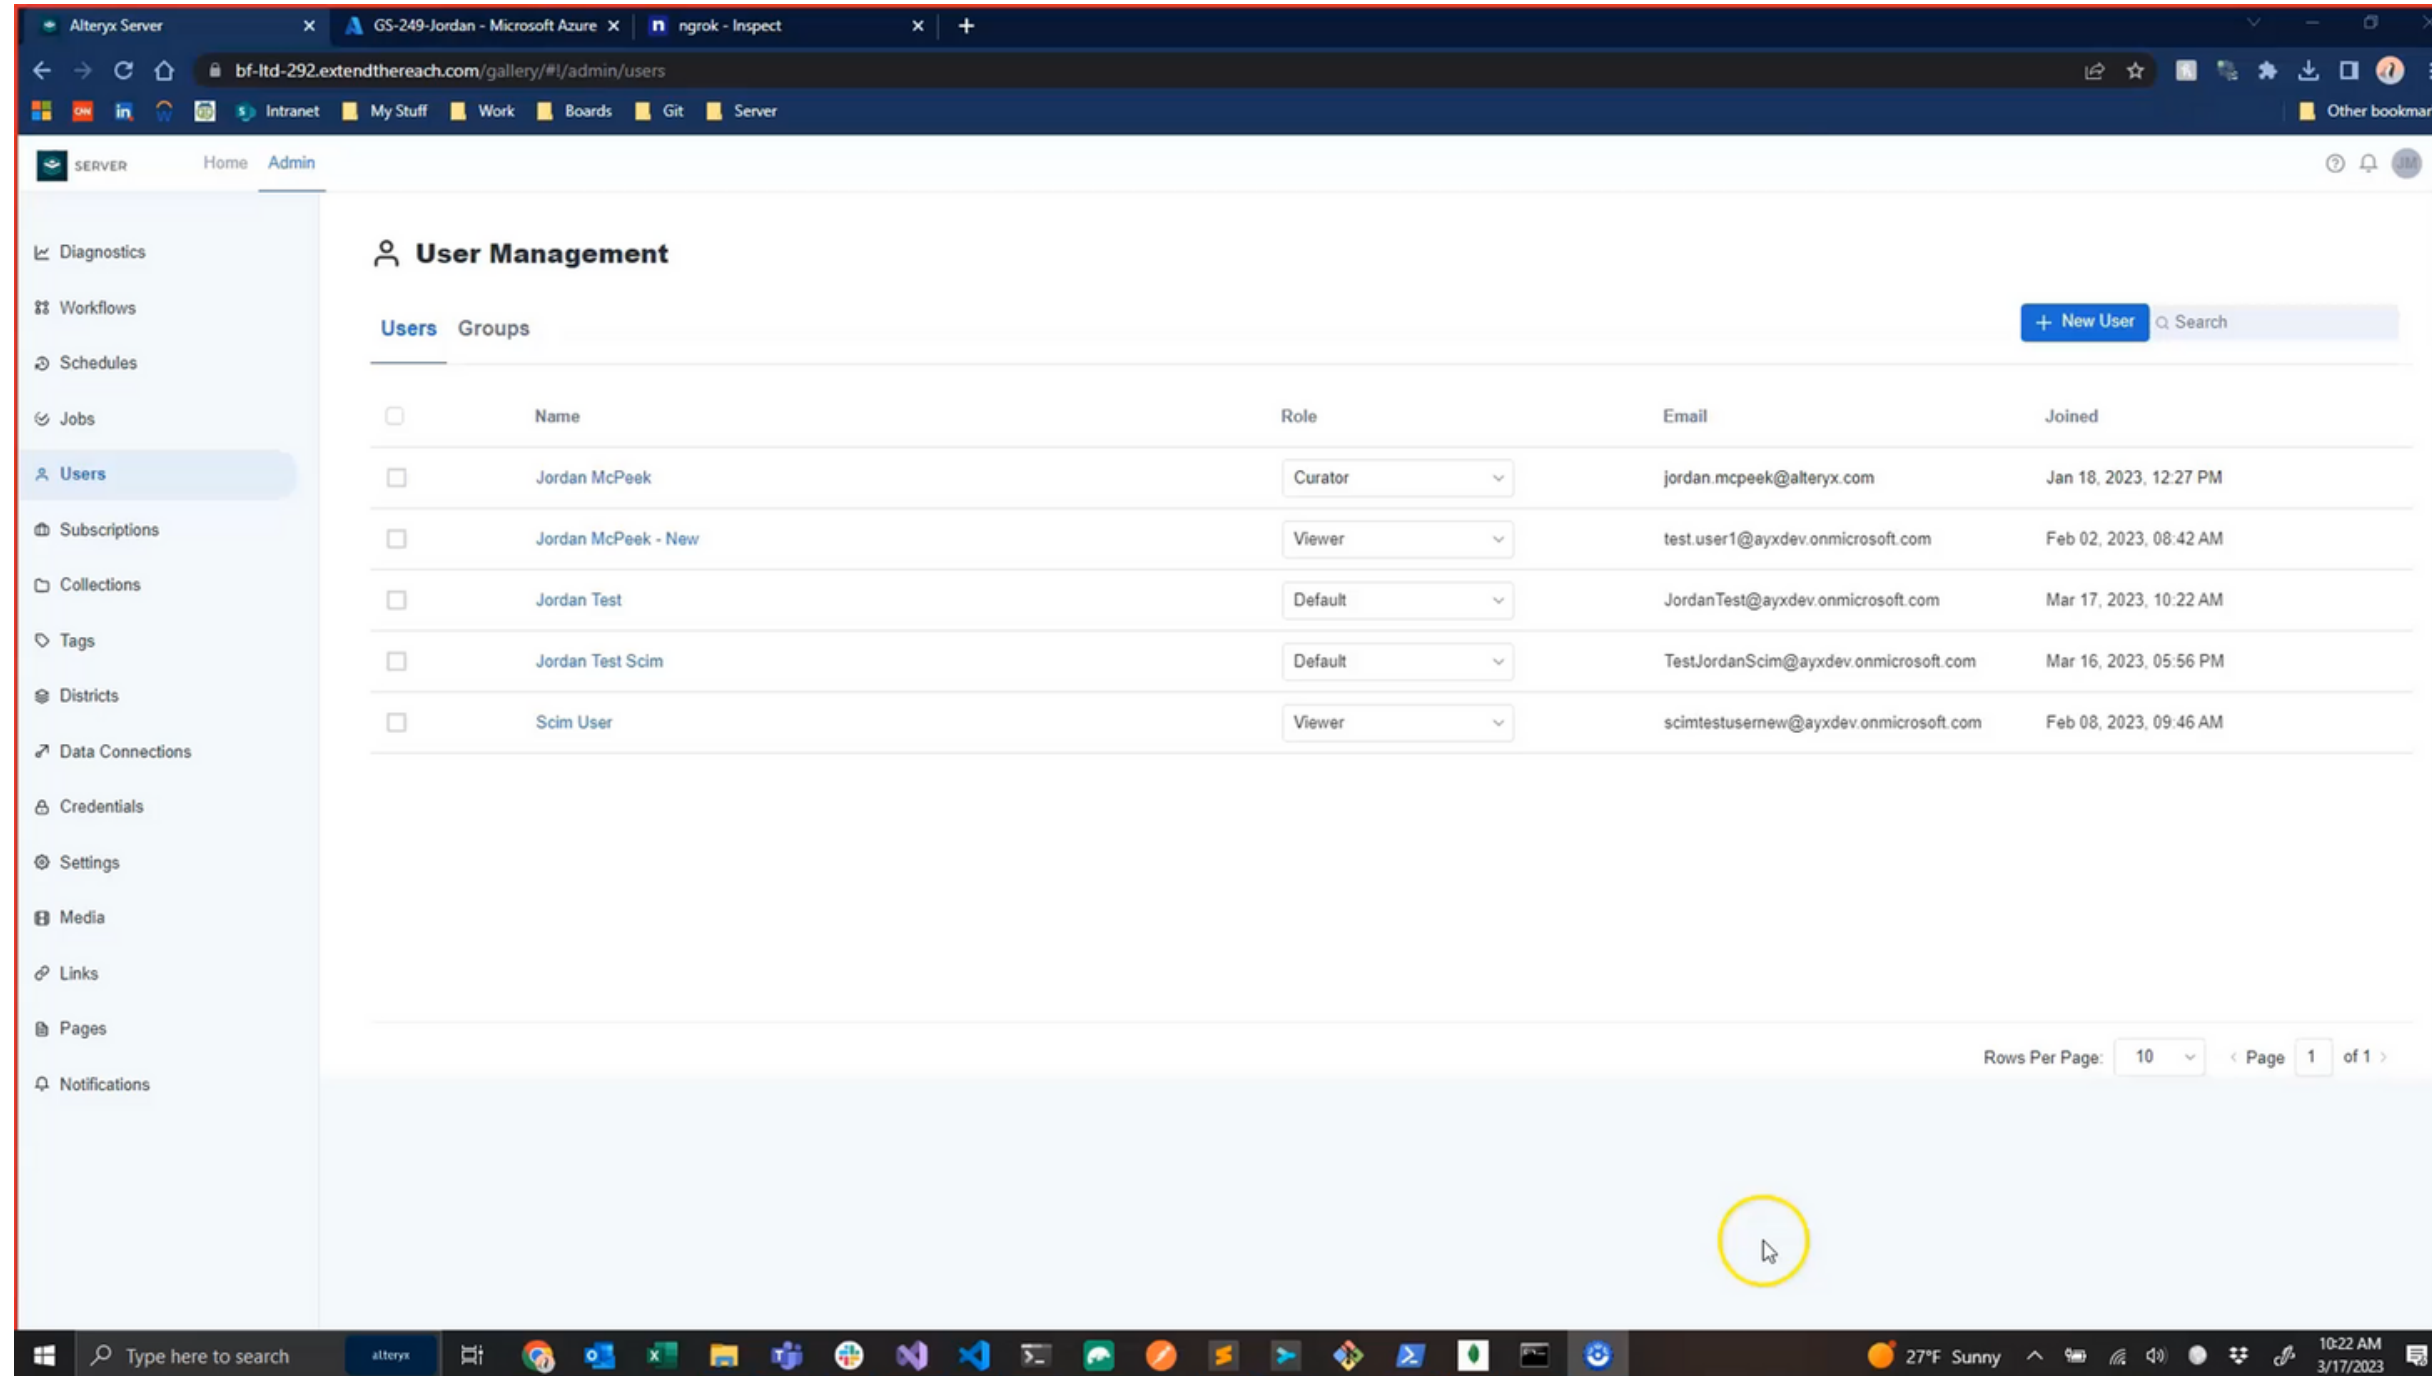 Alteryx Server
GS-249-Jordan - Microsoft Azure
n ngrok - Inspect
bf-ltd-292.extendthereach.com/gallery/#!/admin/users
Intranet My Stuff Work Boards Git Server
Other bookmar
SERVER Home Admin JM
Diagnostics
Workflows
Schedules
Jobs
Users
Subscriptions
Collections
Tags
Districts
Data Connections
Credentials
Settings
Media
Links
Pages
Notifications
User Management
Users Groups
+ New User Search
Name Role Email Joined
Jordan McPeek Curator jordan.mcpeek@alteryx.com Jan 18, 2023, 12:27 PM
Jordan McPeek - New Viewer test.user1@ayxdev.onmicrosoft.com Feb 02, 2023, 08:42 AM
Jordan Test Default JordanTest@ayxdev.onmicrosoft.com Mar 17, 2023, 10:22 AM
Jordan Test Scim Default TestJordanScim@ayxdev.onmicrosoft.com Mar 16, 2023, 05:56 PM
Scim User Viewer scimtestusernew@ayxdev.onmicrosoft.com Feb 08, 2023, 09:46 AM
Rows Per Page: 10 < Page 1 of 1 >
Type here to search
alteryx
27°F Sunny
10:22 AM
3/17/2023